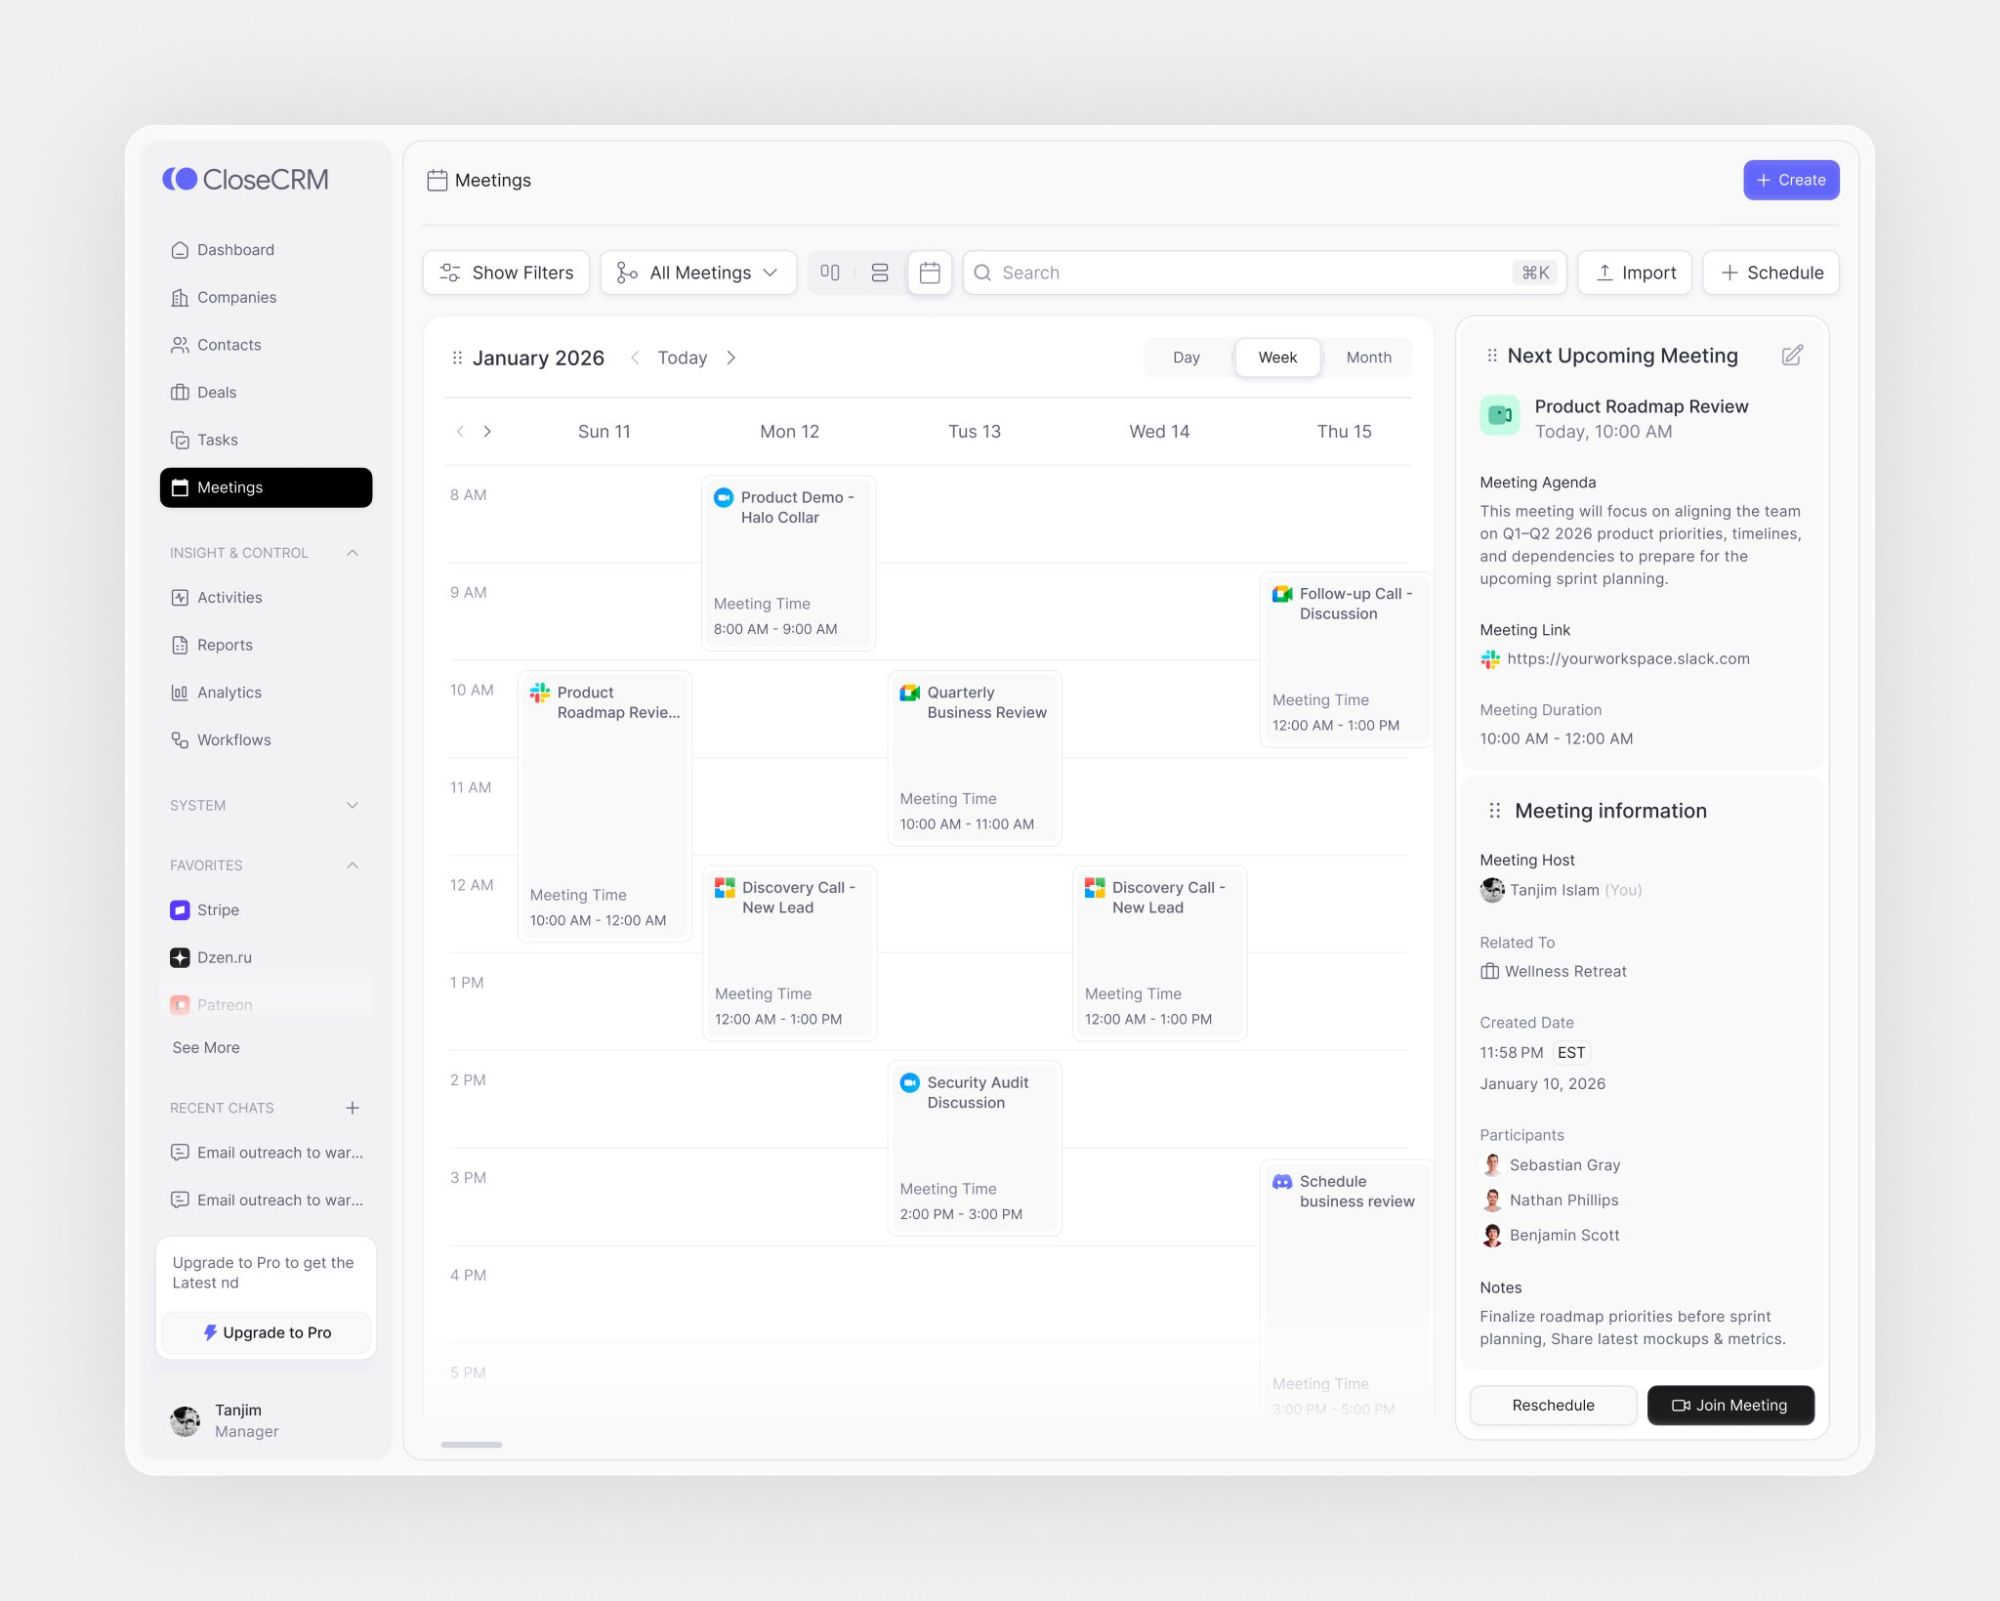 CloseCRM
Dashboard
Companies
Contacts
Deals
Tasks
Meetings
INSIGHT & CONTROL
Activities
Reports
Analytics
Workflows
SYSTEM
FAVORITES
Stripe
Dzen.ru
Patreon
See More
RECENT CHATS
Email outreach to war...
Email outreach to war...
Upgrade to Pro to get the
Latest nd
Upgrade to Pro
Tanjim
Manager
Meetings
Create
Show Filters
All Meetings
Search
⌘K
Import
Schedule
January 2026
Today
Day
Week
Month
Sun 11
Mon 12
Tus 13
Wed 14
Thu 15
8 AM
9 AM
10 AM
11 AM
12 AM
1 PM
2 PM
3 PM
4 PM
5 PM
Product
Roadmap Revie...
Meeting Time
10:00 AM - 12:00 AM
Product Demo -
Halo Collar
Meeting Time
8:00 AM - 9:00 AM
Discovery Call -
New Lead
Meeting Time
12:00 AM - 1:00 PM
Quarterly
Business Review
Meeting Time
10:00 AM - 11:00 AM
Security Audit
Discussion
Meeting Time
2:00 PM - 3:00 PM
Discovery Call -
New Lead
Meeting Time
12:00 AM - 1:00 PM
Follow-up Call -
Discussion
Meeting Time
12:00 AM - 1:00 PM
Schedule
business review
Meeting Time
3:00 PM - 5:00 PM
Next Upcoming Meeting
Product Roadmap Review
Today, 10:00 AM
Meeting Agenda
This meeting will focus on aligning the team
on Q1–Q2 2026 product priorities, timelines,
and dependencies to prepare for the
upcoming sprint planning.
Meeting Link
https://yourworkspace.slack.com
Meeting Duration
10:00 AM - 12:00 AM
Meeting information
Meeting Host
Tanjim Islam (You)
Related To
Wellness Retreat
Created Date
11:58 PM EST
January 10, 2026
Participants
Sebastian Gray
Nathan Phillips
Benjamin Scott
Notes
Finalize roadmap priorities before sprint
planning, Share latest mockups & metrics.
Reschedule
Join Meeting